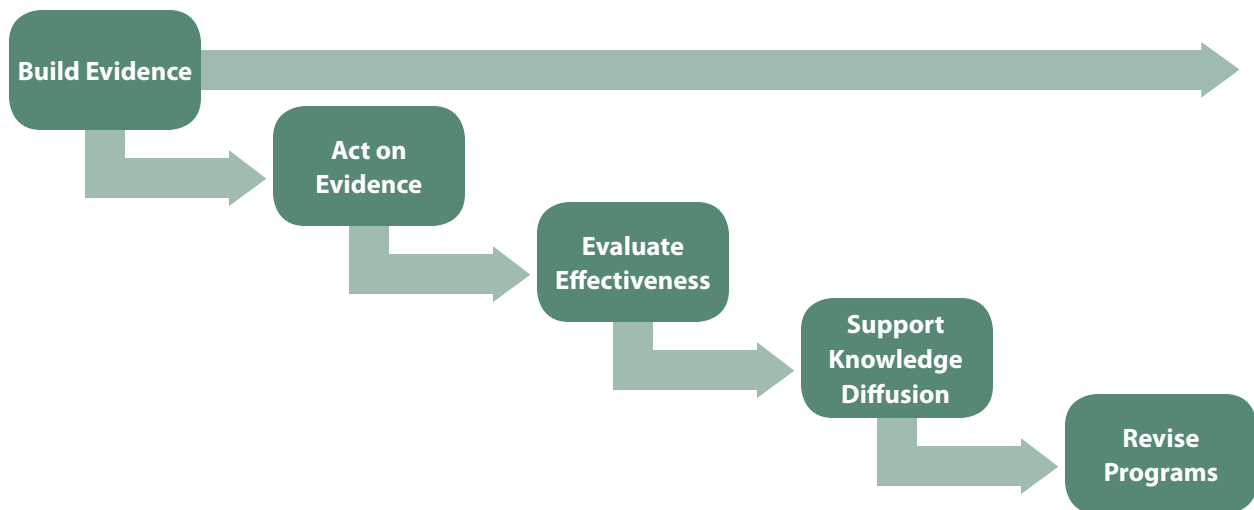 Build Evidence
Act on
Evidence
Evaluate
Effectiveness
Support
Knowledge
Diffusion
Revise
Programs